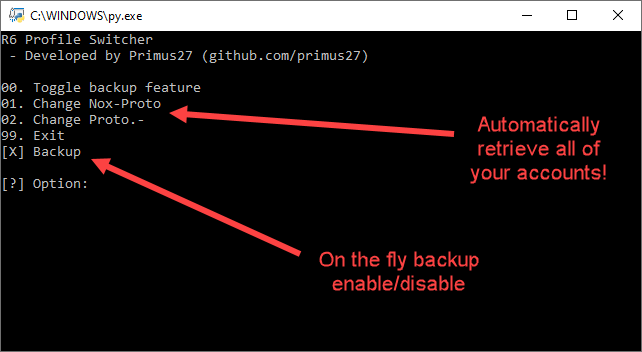 C:\WINDOWS\py.exe
R6 Profile Switcher
- Developed by Primus27 (github.com/primus27)
00. Toggle backup feature
01. Change Nox-Proto
02. Change Proto.-
99. Exit
[X] Backup
[?] Option:
Automatically
retrieve all of
your accounts!
On the fly backup
enable/disable